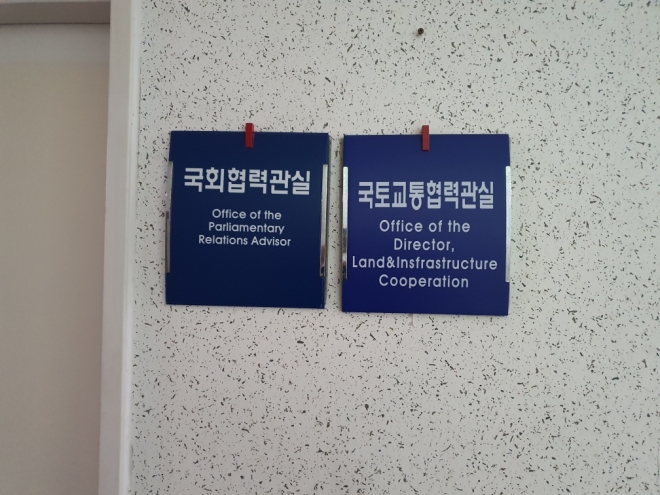 국회협력관실
Office of the
Parliamentary
Relations Advisor
국토교통협력관실
Office of the
Director,
Land&Insfrastructure
Cooperation